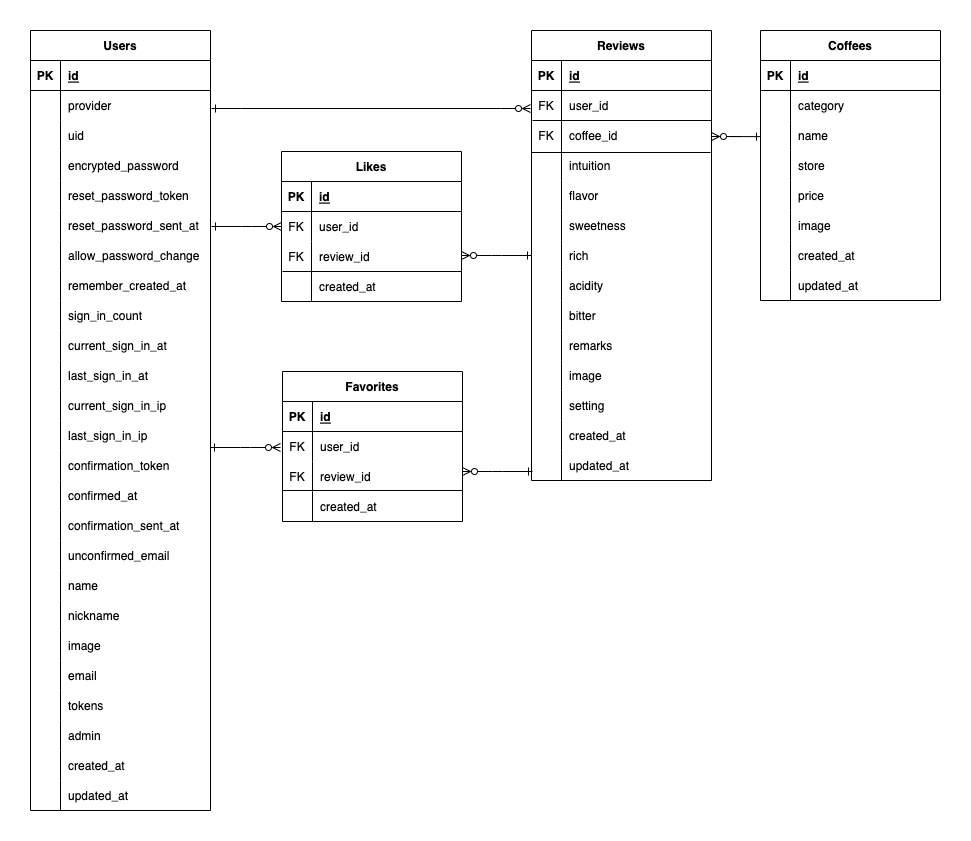 Users
PK id
provider
uid
encrypted_password
reset_password_token
reset_password_sent_at
allow_password_change
remember_created_at
sign_in_count
current_sign_in_at
last_sign_in_at
current_sign_in_ip
last_sign_in_ip
confirmation_token
confirmed_at
confirmation_sent_at
unconfirmed_email
name
nickname
image
email
tokens
admin
created_at
updated_at
Likes
PK id
FK user_id
FK review_id
created_at
Favorites
PK id
FK user_id
FK review_id
created_at
Reviews
PK id
FK user_id
FK coffee_id
intuition
flavor
sweetness
rich
acidity
bitter
remarks
image
setting
created_at
updated_at
Coffees
PK id
category
name
store
price
image
created_at
updated_at